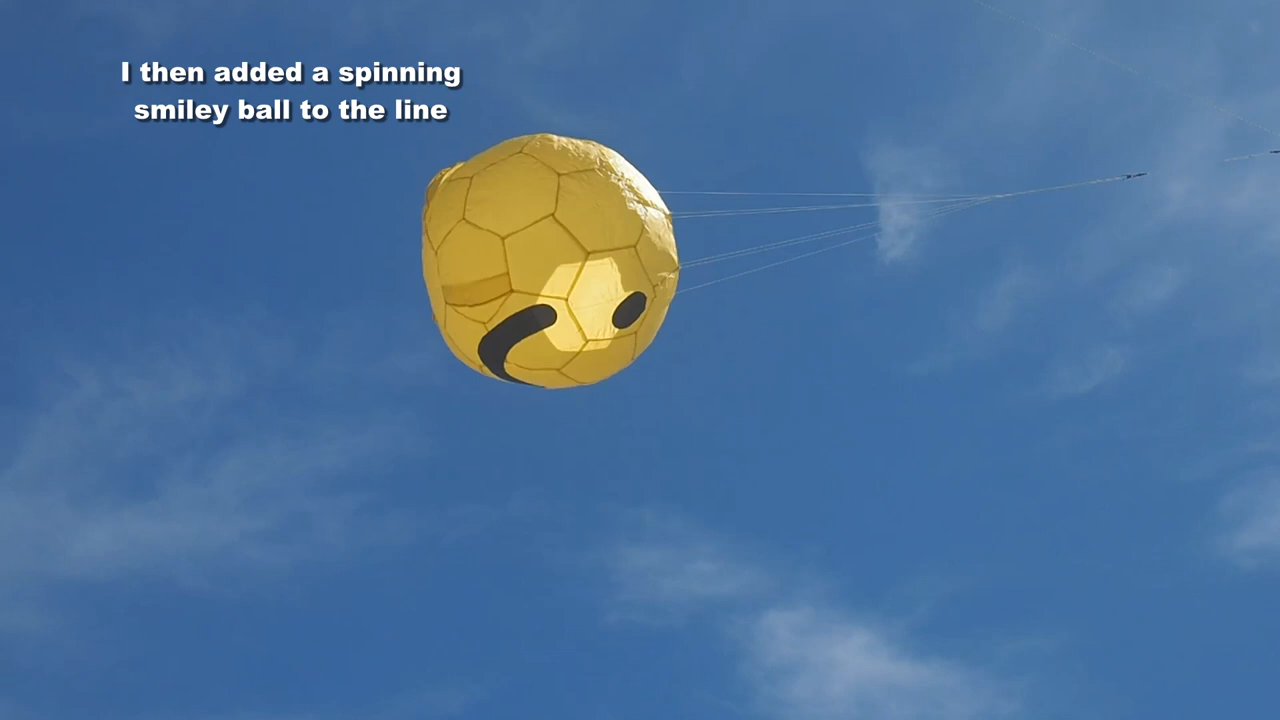 I then added a spinning
smiley ball to the line